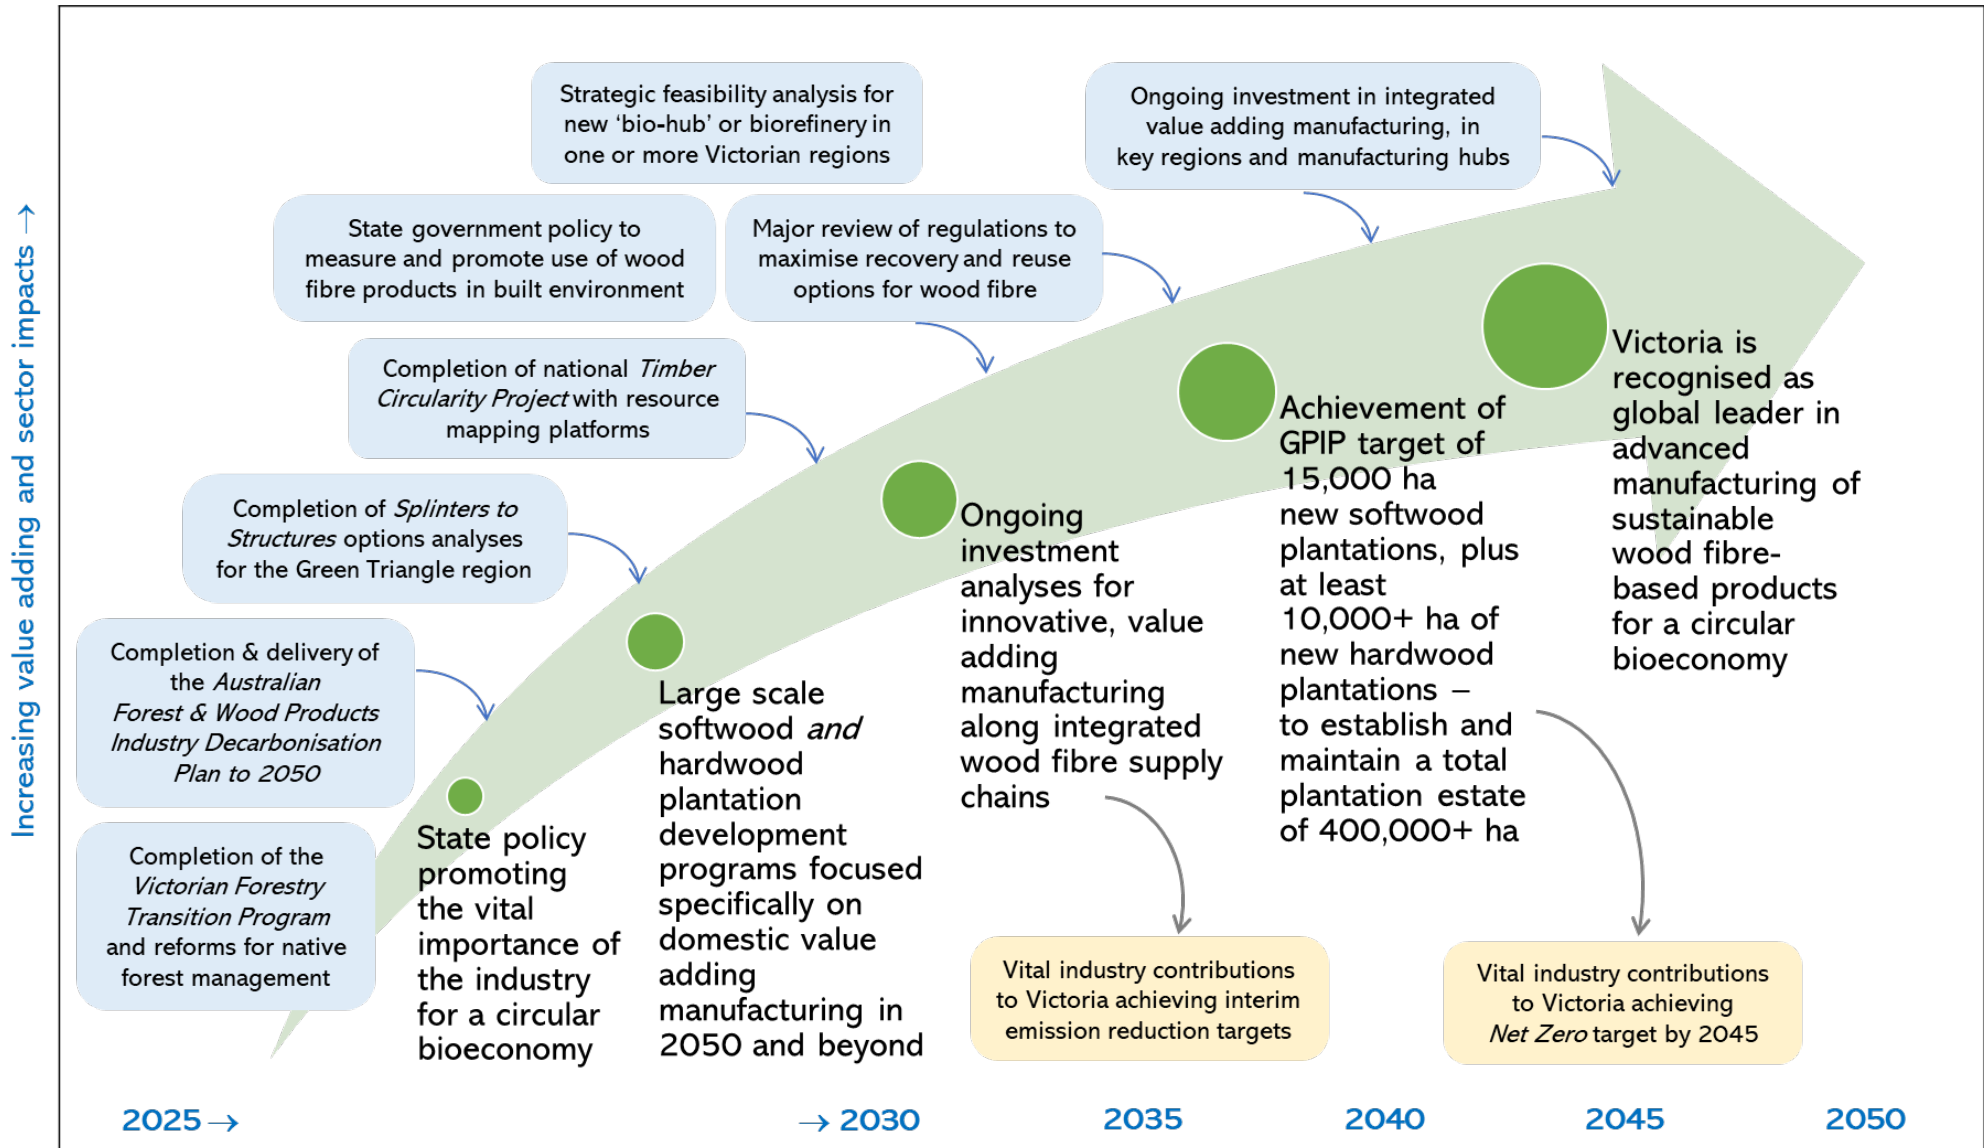 Increasing value adding and sector impacts →
Strategic feasibility analysis for
new ‘bio-hub’ or biorefinery in
one or more Victorian regions
Ongoing investment in integrated
value adding manufacturing, in
key regions and manufacturing hubs
State government policy to
measure and promote use of wood
fibre products in built environment
Major review of regulations to
maximise recovery and reuse
options for wood fibre
Completion of national Timber
Circularity Project with resource
mapping platforms
Completion of Splinters to
Structures options analyses
for the Green Triangle region
Completion & delivery of
the Australian
Forest & Wood Products
Industry Decarbonisation
Plan to 2050
Completion of the
Victorian Forestry
Transition Program
and reforms for native
forest management
State policy
promoting
the vital
importance of
the industry
for a circular
bioeconomy
Large scale
softwood and
hardwood
plantation
development
programs focused
specifically on
domestic value
adding
manufacturing in
2050 and beyond
Ongoing
investment
analyses for
innovative, value
adding
manufacturing
along integrated
wood fibre supply
chains
Achievement of
GPIP target of
15,000 ha
new softwood
plantations, plus
at least
10,000+ ha of
new hardwood
plantations –
to establish and
maintain a total
plantation estate
of 400,000+ ha
Victoria is
recognised as
global leader in
advanced
manufacturing of
sustainable
wood fibre-
based products
for a circular
bioeconomy
Vital industry contributions
to Victoria achieving interim
emission reduction targets
Vital industry contributions
to Victoria achieving
Net Zero target by 2045
2025 → → 2030 2035 2040 2045 2050